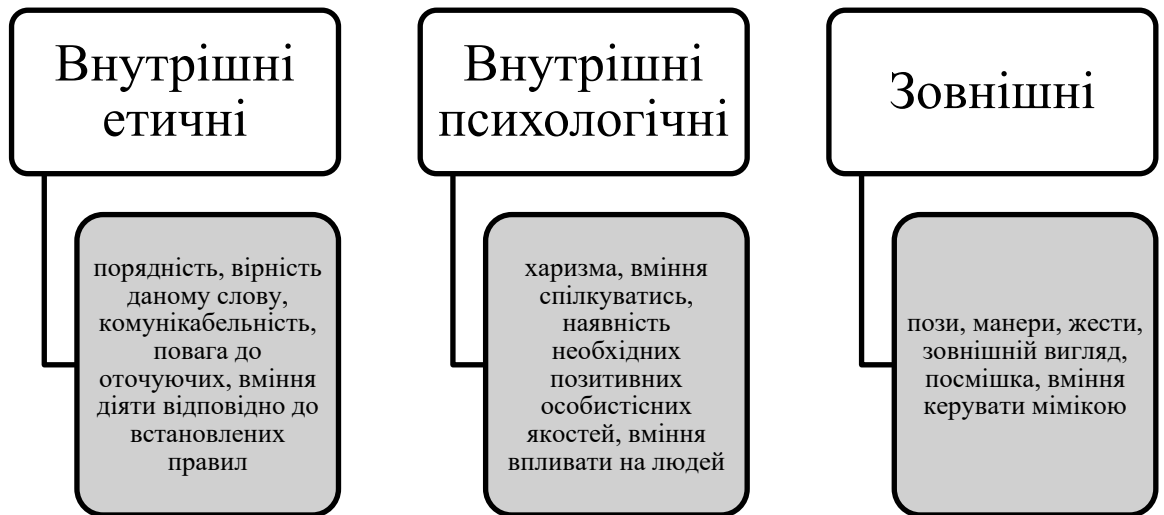 Внутрішні
етичні
порядність, вірність
даному слову,
комунікабельність,
повага до
оточуючих, вміння
діяти відповідно до
встановлених
правил
Внутрішні
психологічні
харизма, вміння
спілкуватись,
наявність
необхідних
позитивних
особистісних
якостей, вміння
впливати на людей
Зовнішні
пози, манери, жести,
зовнішній вигляд,
посмішка, вміння
керувати мімікою